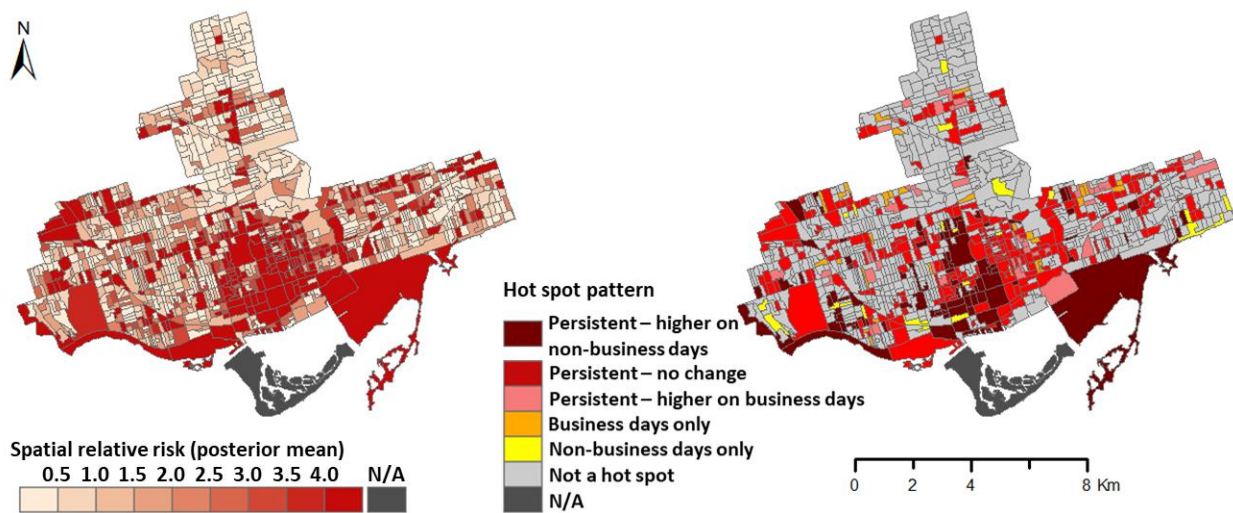 N
Spatial relative risk (posterior mean)
0.5 1.0 1.5 2.0 2.5 3.0 3.5 4.0 N/A
Hot spot pattern
Persistent – higher on
non-business days
Persistent – no change
Persistent – higher on business days
Business days only
Non-business days only
Not a hot spot
N/A
0 2 4 8 Km